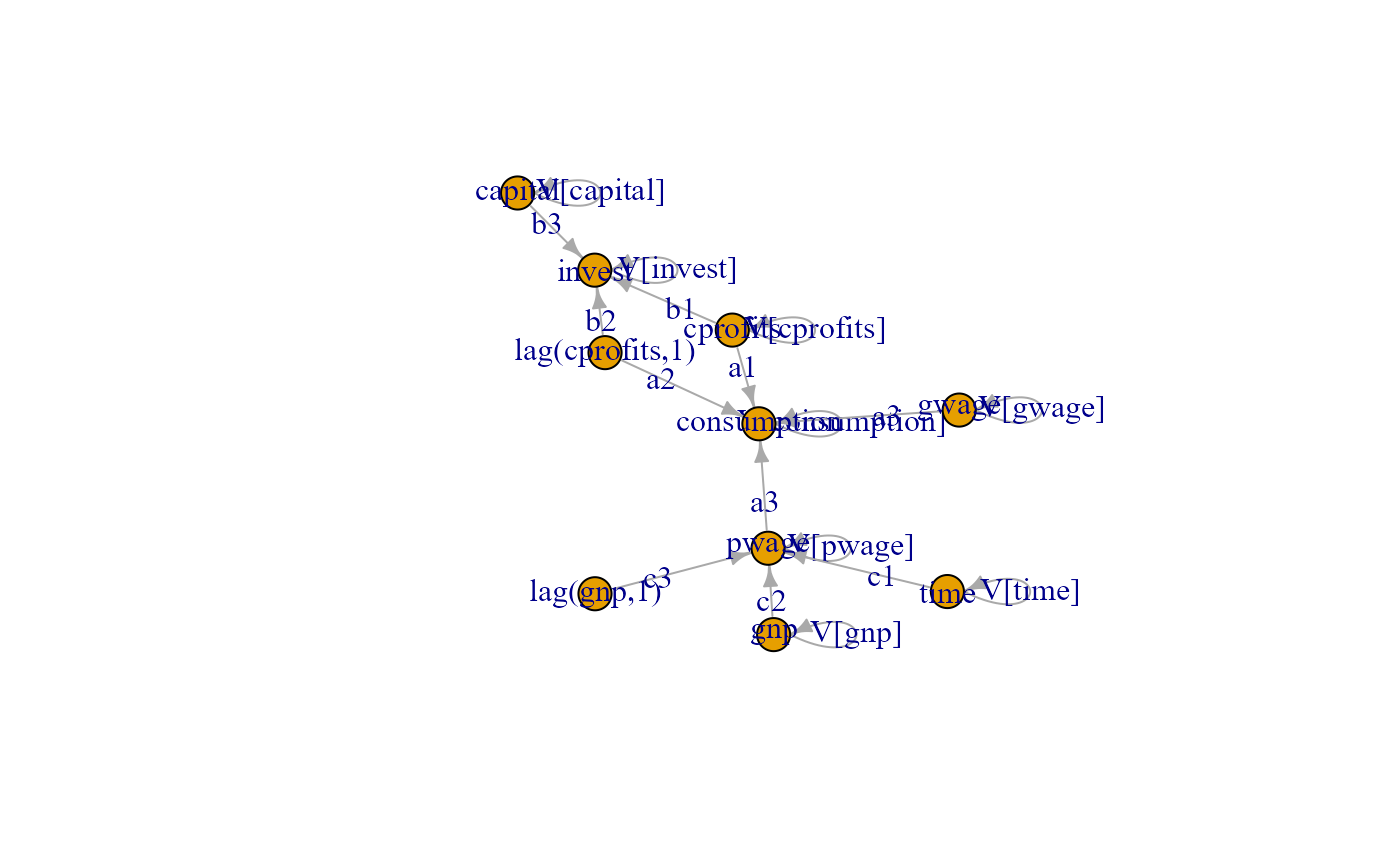 capital
V[capital]
b3
invest
V[invest]
b1
b2
cprofits
V[cprofits]
lag(cprofits,1)
a1
a2
gwage
V[gwage]
a3
consumption
V[consumption]
a3
pwage
V[pwage]
c3
c1
lag(gnp,1)
time
V[time]
c2
gnp
V[gnp]